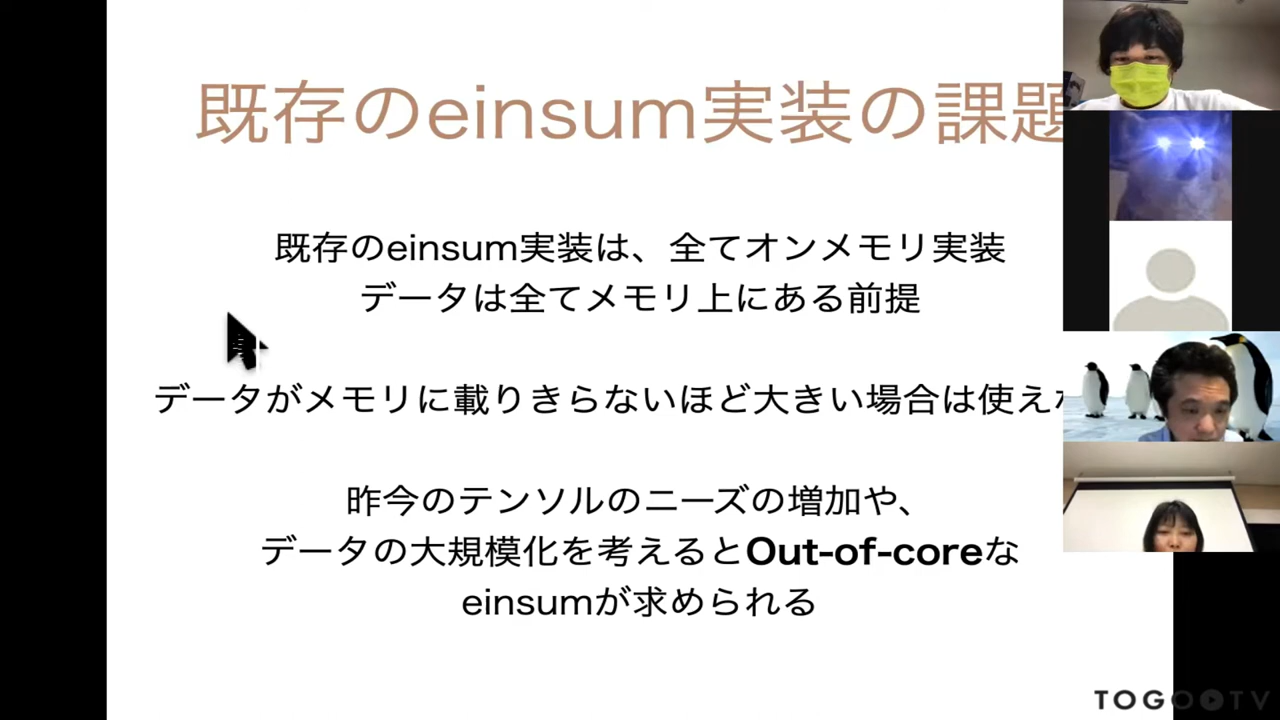 既存のeinsum実装の課題
既存のeinsum実装は、全てオンメモリ実装
データは全てメモリ上にある前提
データがメモリに載りきらないほど大きい場合は使え
昨今のテンソルのニーズの増加や、
データの大規模化を考えるとOut-of-coreな
einsumが求められる
TOGOTV